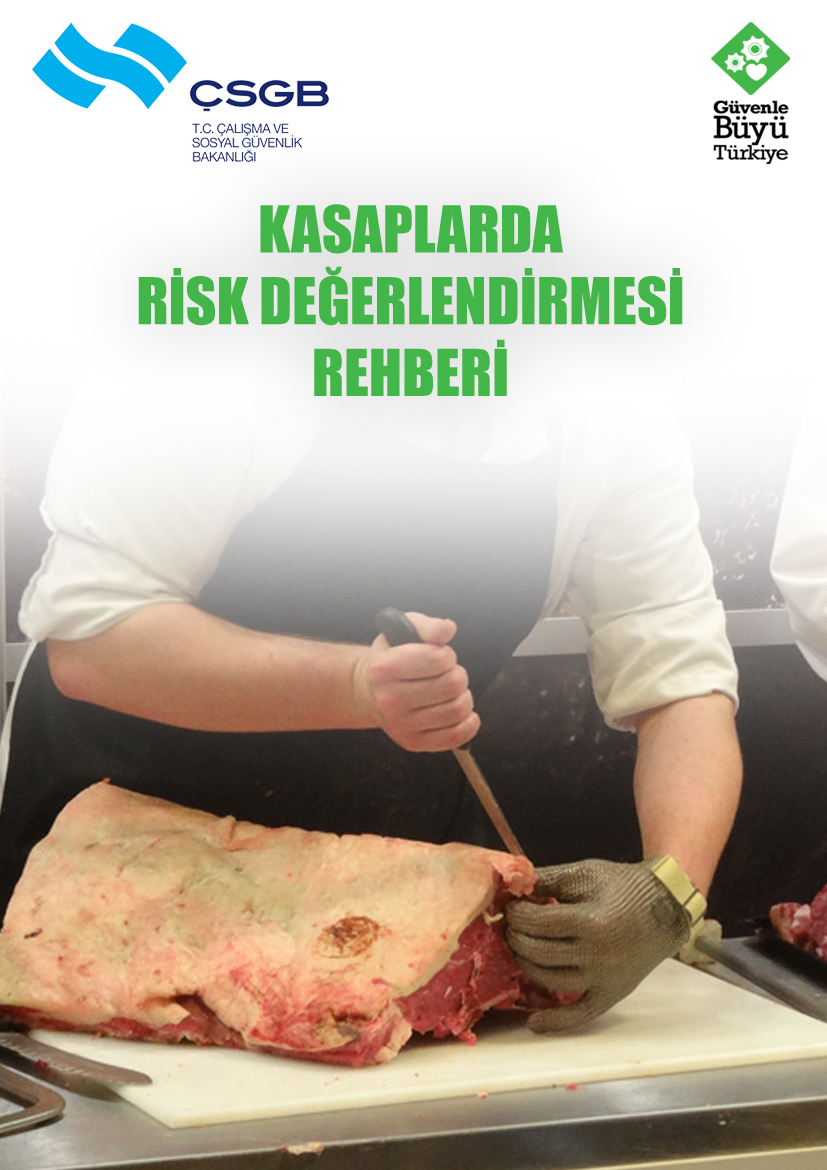 ÇSGB
T.C. ÇALIŞMA VE
SOSYAL GÜVENLİK
BAKANLIĞI
Güvenle
Büyü
Türkiye
KASAPLARDA
RİSK DEĞERLENDİRMESİ
REHBERİ